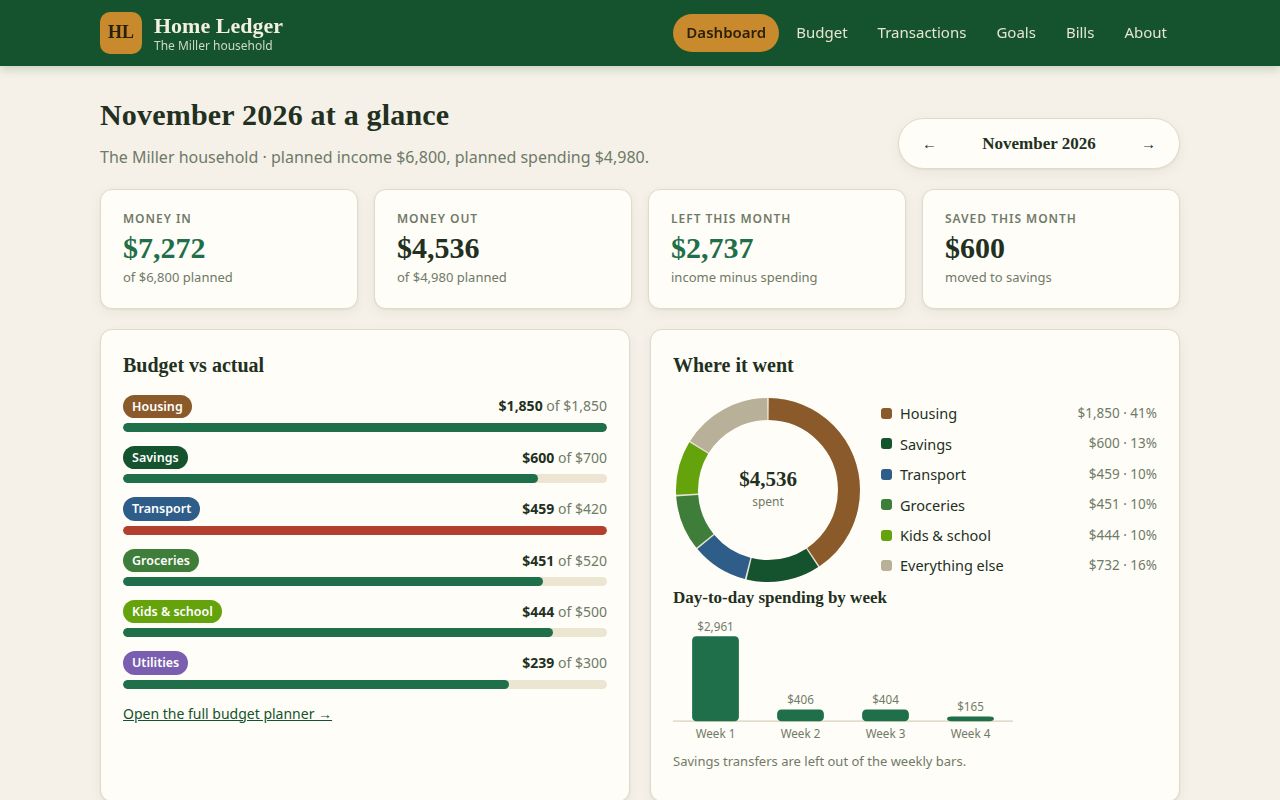 HL
Home Ledger
The Miller household
Dashboard
Budget
Transactions
Goals
Bills
About
November 2026 at a glance
The Miller household · planned income $6,800, planned spending $4,980.
← November 2026 →
MONEY IN
$7,272
of $6,800 planned
MONEY OUT
$4,536
of $4,980 planned
LEFT THIS MONTH
$2,737
income minus spending
SAVED THIS MONTH
$600
moved to savings
Budget vs actual
Housing $1,850 of $1,850
Savings $600 of $700
Transport $459 of $420
Groceries $451 of $520
Kids & school $444 of $500
Utilities $239 of $300
Open the full budget planner →
Where it went
$4,536
spent
Housing $1,850 · 41%
Savings $600 · 13%
Transport $459 · 10%
Groceries $451 · 10%
Kids & school $444 · 10%
Everything else $732 · 16%
Day-to-day spending by week
$2,961 $406 $404 $165
Week 1 Week 2 Week 3 Week 4
Savings transfers are left out of the weekly bars.